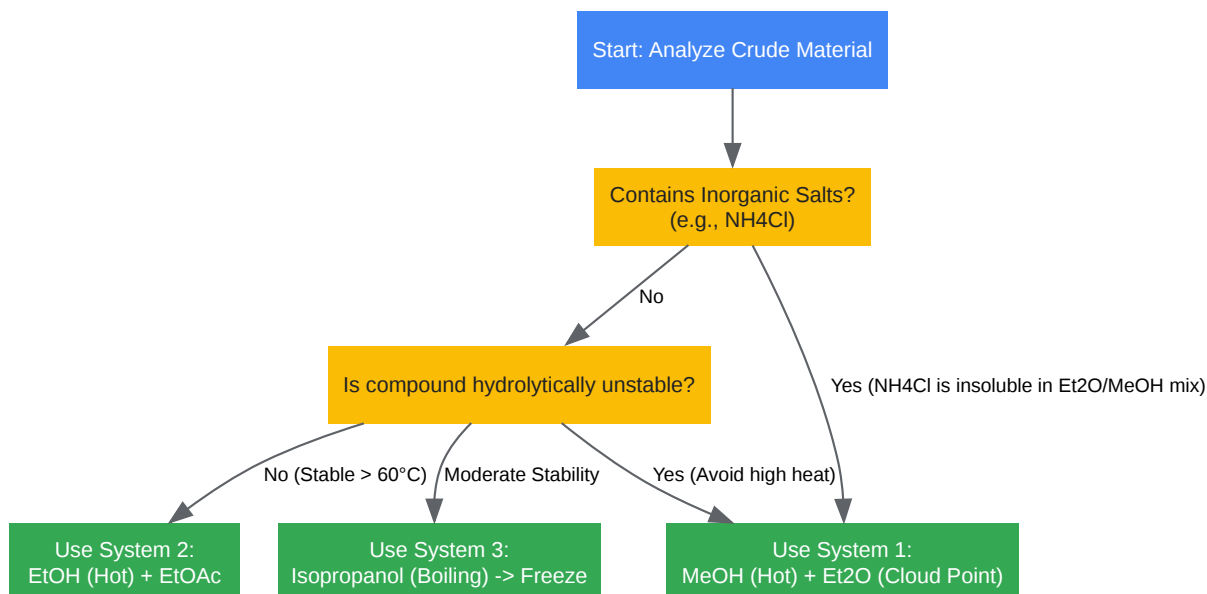 Start: Analyze Crude Material
Contains Inorganic Salts?
(e.g., NH4Cl)
No
Is compound hydrolytically unstable?
Yes (NH4Cl is insoluble in Et2O/MeOH mix)
No (Stable > 60°C)
Moderate Stability
Yes (Avoid high heat)
Use System 2:
EtOH (Hot) + EtOAc
Use System 3:
Isopropanol (Boiling) -> Freeze
Use System 1:
MeOH (Hot) + Et2O (Cloud Point)